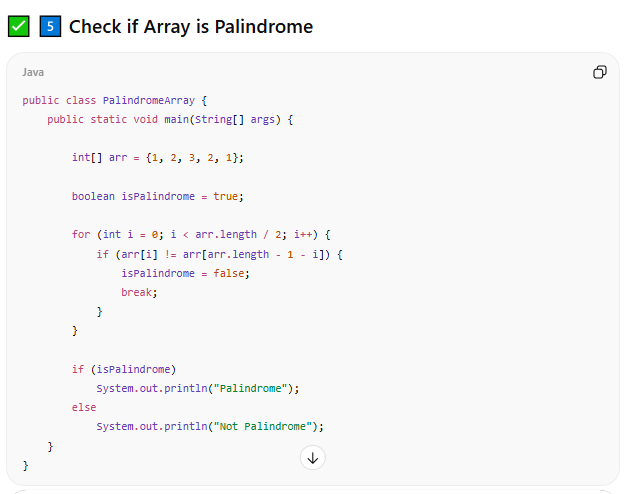 ✅ 5 Check if Array is Palindrome
Java
public class PalindromeArray {
    public static void main(String[] args) {

        int[] arr = {1, 2, 3, 2, 1};

        boolean isPalindrome = true;

        for (int i = 0; i < arr.length / 2; i++) {
            if (arr[i] != arr[arr.length - 1 - i]) {
                isPalindrome = false;
                break;
            }
        }

        if (isPalindrome)
            System.out.println("Palindrome");
        else
            System.out.println("Not Palindrome");
    }
}